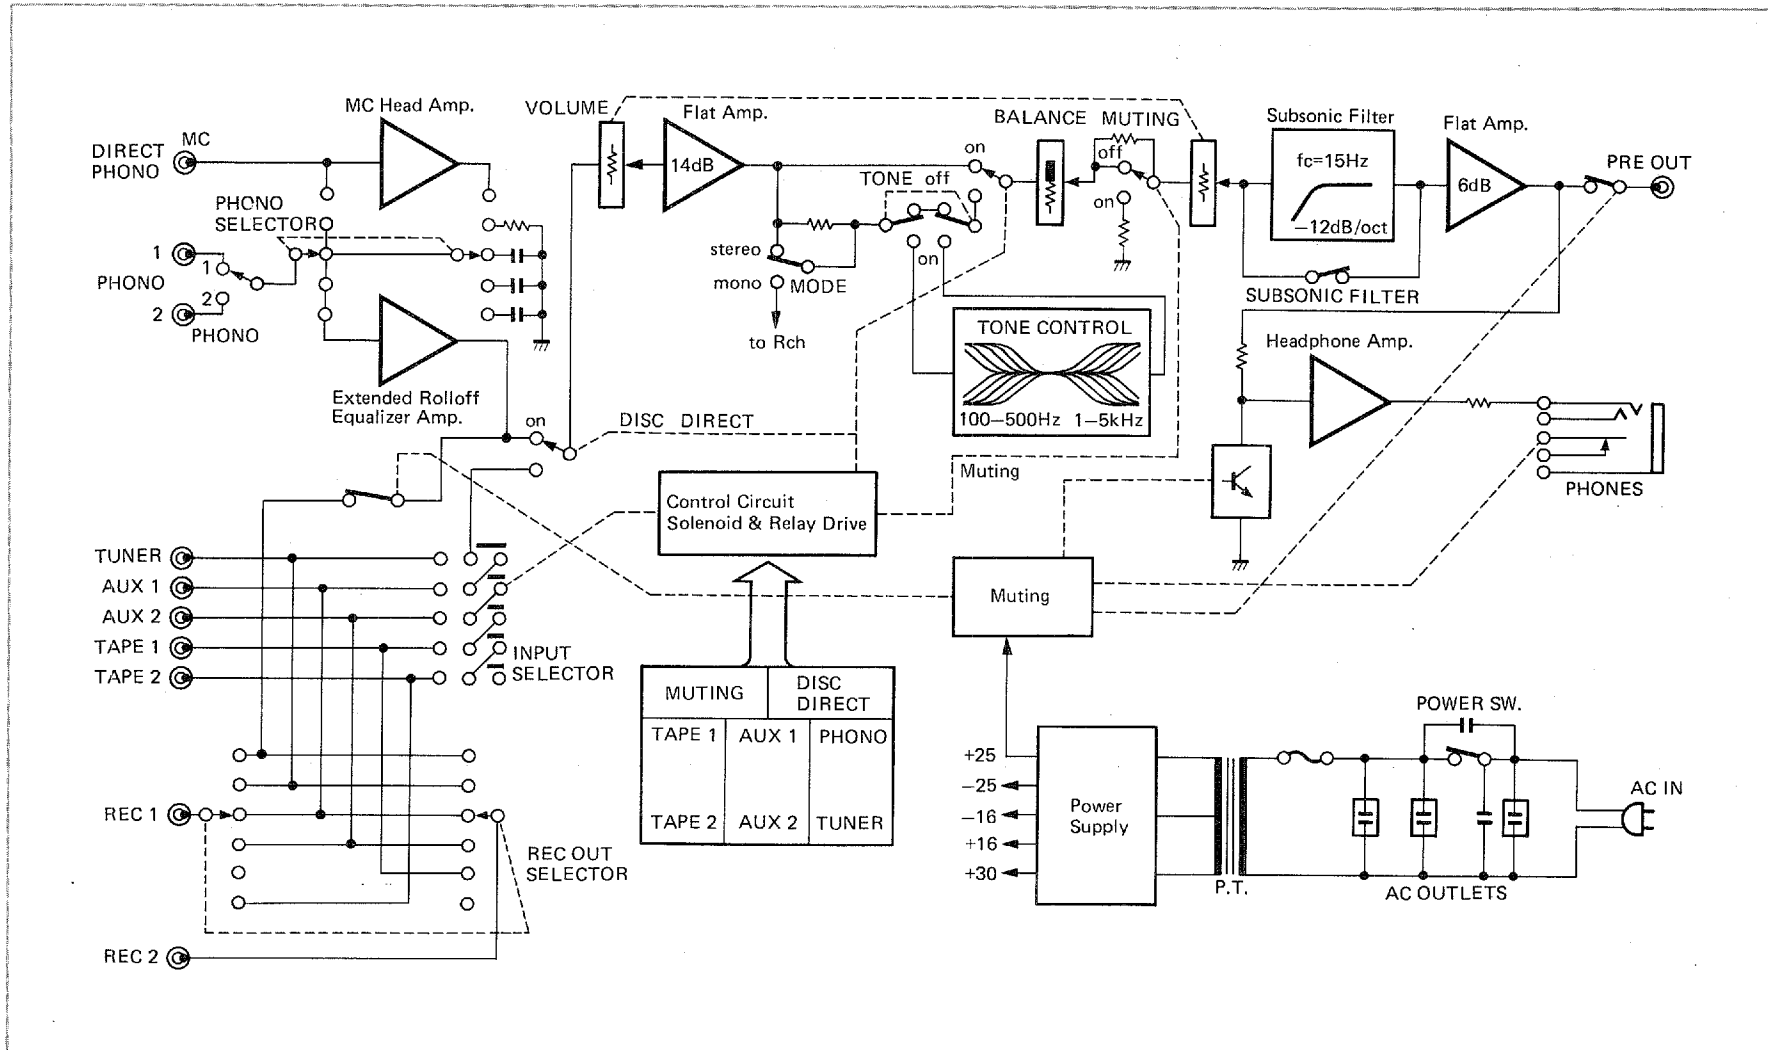 MC Head Amp.
VOLUME
Flat Amp.
BALANCE MUTING
Subsonic Filter
Flat Amp.
DIRECT
PHONO
MC
14dB
on
off
fc=15Hz
−12dB/oct
6dB
PRE OUT
TONE off
on
PHONO
SELECTOR
1
PHONO
2
1
2
PHONO
stereo
mono
MODE
to Rch
on
SUBSONIC FILTER
TONE CONTROL
100−500Hz 1−5kHz
Headphone Amp.
Extended Rolloff
Equalizer Amp.
on
DISC DIRECT
Muting
PHONES
Control Circuit
Solenoid & Relay Drive
TUNER
AUX 1
AUX 2
TAPE 1
TAPE 2
INPUT
SELECTOR
Muting
MUTING
DISC
DIRECT
TAPE 1
AUX 1
PHONO
TAPE 2
AUX 2
TUNER
POWER SW.
+25
−25
−16
+16
+30
Power
Supply
P.T.
AC IN
AC OUTLETS
REC 1
REC OUT
SELECTOR
REC 2